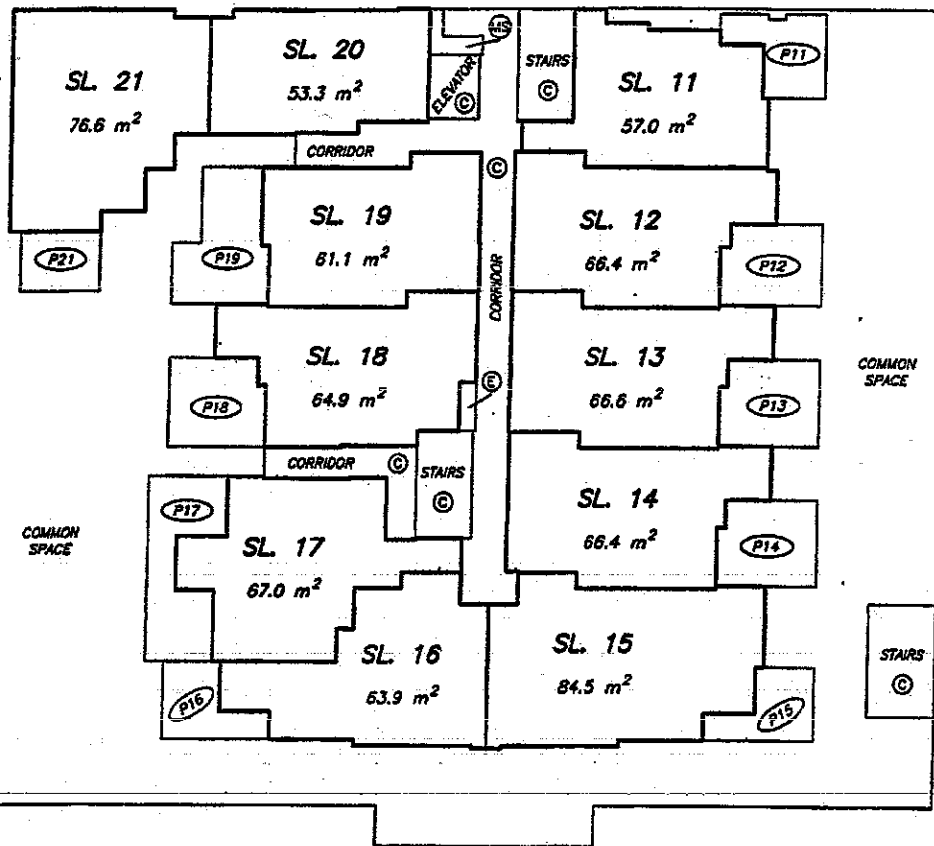 SL. 21
76.6 m²
SL. 20
53.3 m²
MS
ELEVATOR
C
STAIRS
C
SL. 11
57.0 m²
P11
CORRIDOR
C
SL. 19
61.1 m²
SL. 12
66.4 m²
P21
P19
P12
CORRIDOR
SL. 18
64.9 m²
SL. 13
66.6 m²
COMMON
SPACE
P18
E
P13
CORRIDOR
C
STAIRS
C
SL. 14
66.4 m²
P17
COMMON
SPACE
SL. 17
67.0 m²
P14
SL. 16
63.9 m²
SL. 15
84.5 m²
STAIRS
C
P16
P15